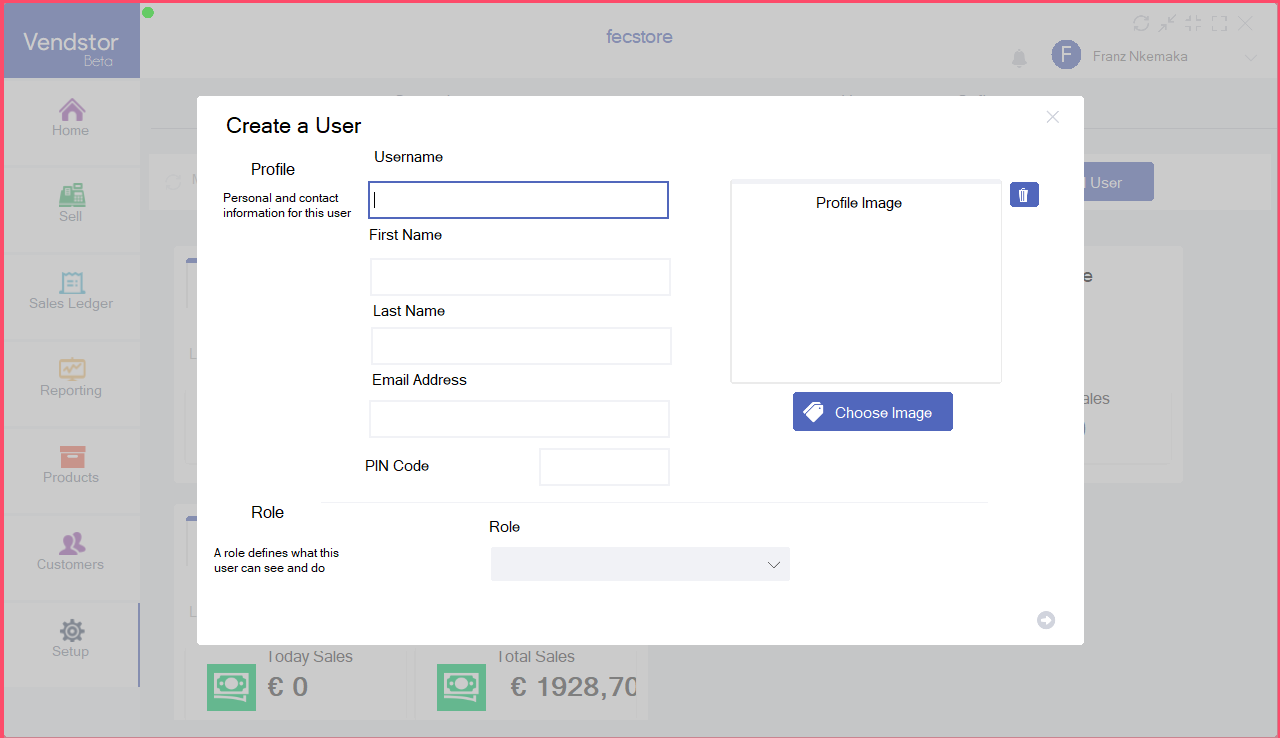 Vendstor
Beta
fecstore
F
Franz Nkemaka
Home
Sell
Sales Ledger
Reporting
Products
Customers
Setup
Create a User
Profile
Personal and contact
information for this user
Username
First Name
Last Name
Email Address
PIN Code
Profile Image
Choose Image
User
Role
A role defines what this
user can see and do
Role
Today Sales
€ 0
Total Sales
€ 1928,70